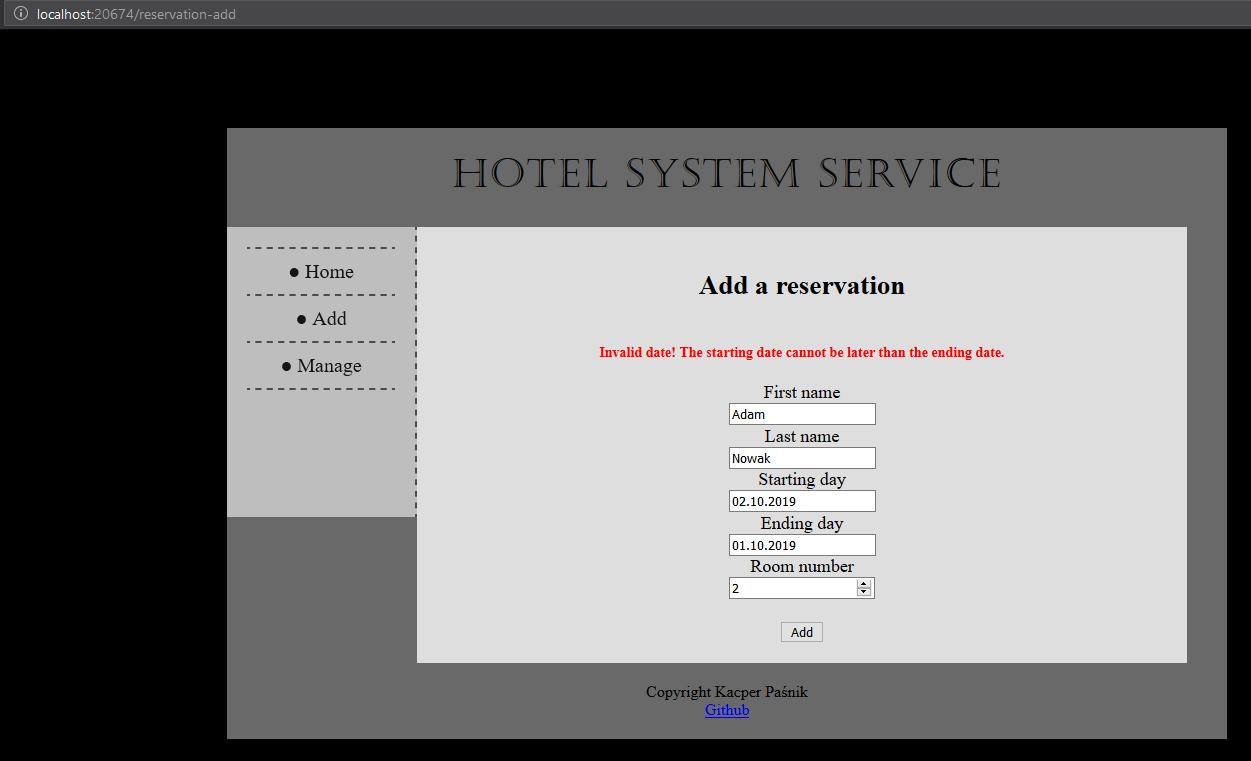 localhost:20674/reservation-add
HOTEL SYSTEM SERVICE
● Home
● Add
● Manage
Add a reservation
Invalid date! The starting date cannot be later than the ending date.
First name
Adam
Last name
Nowak
Starting day
02.10.2019
Ending day
01.10.2019
Room number
2
Add
Copyright Kacper Paśnik
Github